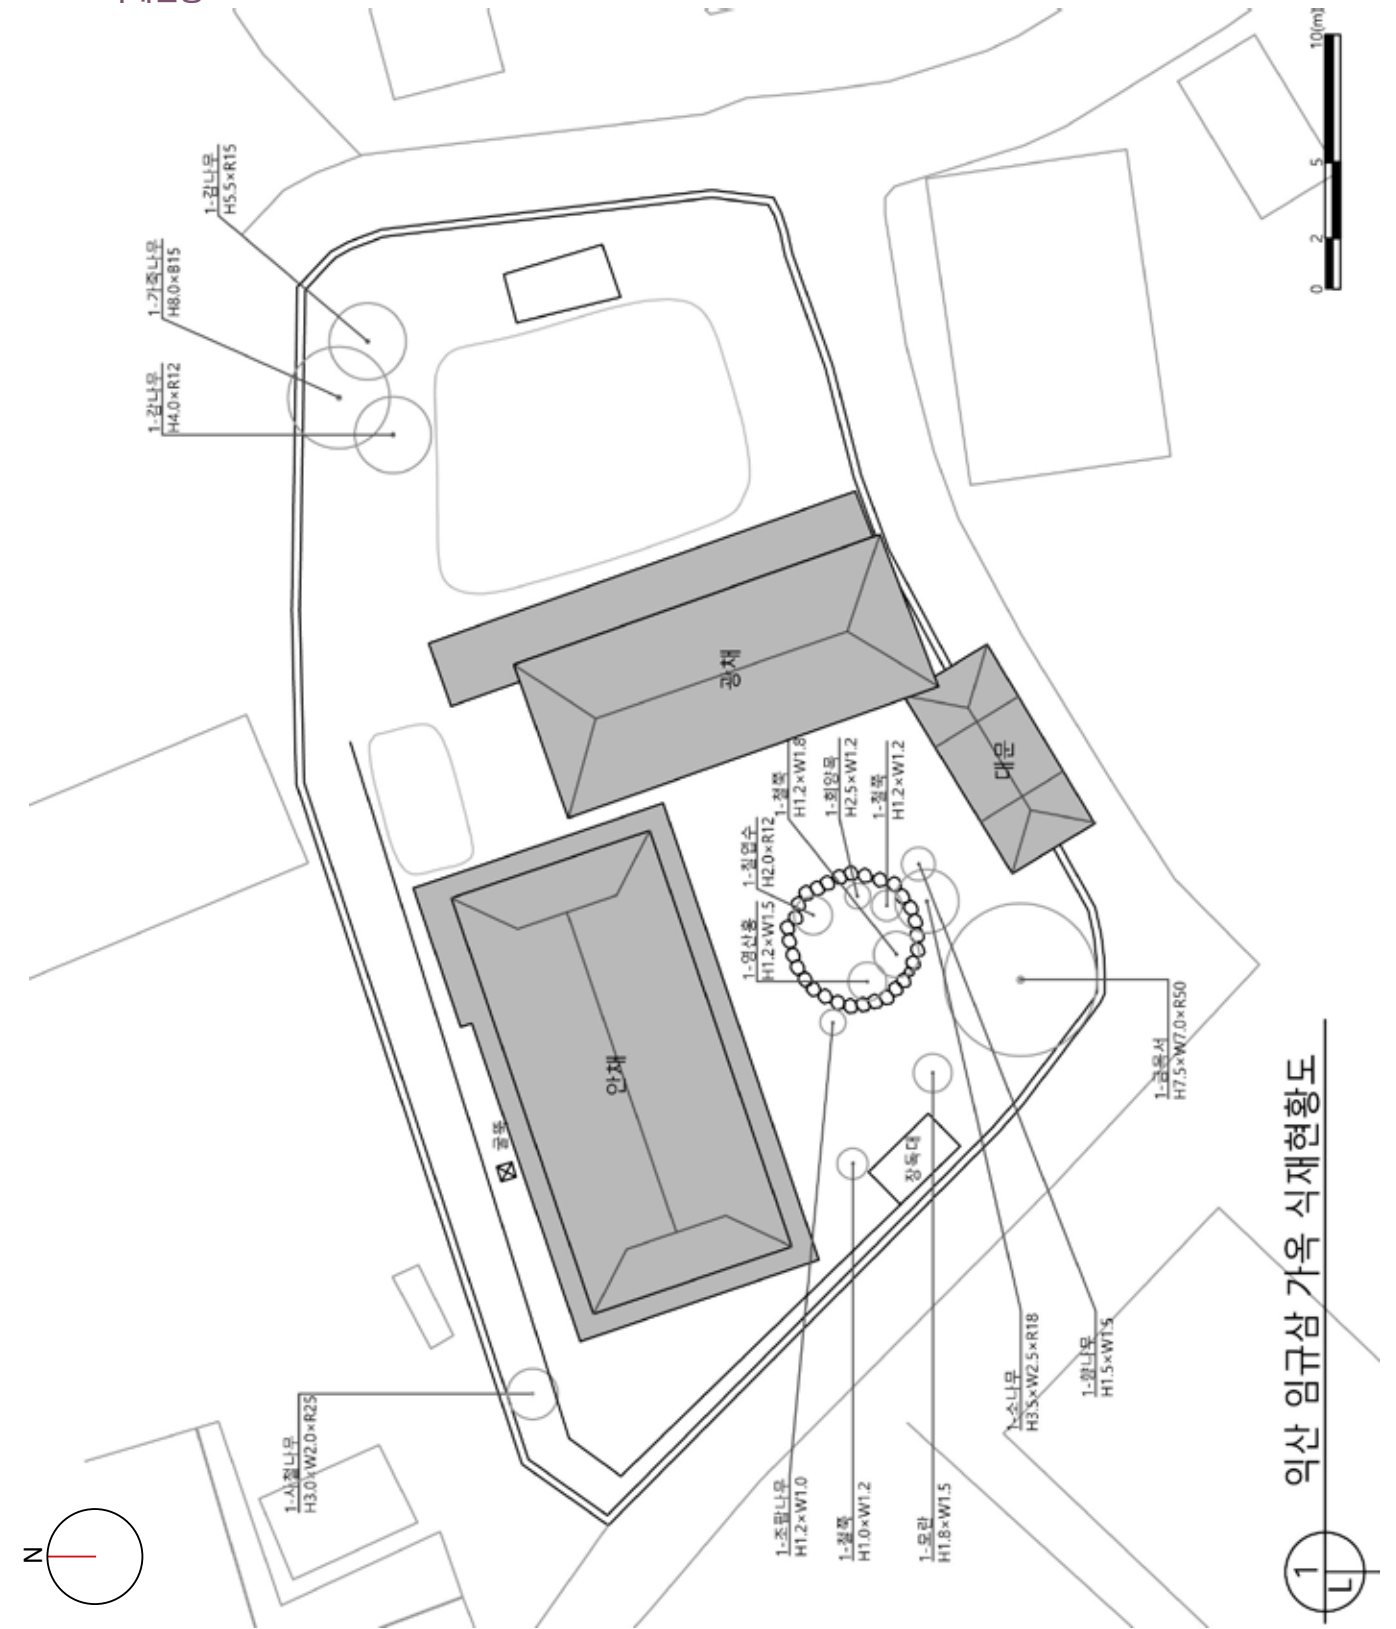 1-감나무
H5.5×R15
1-가죽나무
H8.0×B15
1-감나무
H4.0×R12
0 2 5 10(m)
광채
대문
안채
굴뚝
장독대
1-철쭉
H1.2×W1.8
1-회양목
H2.5×W1.2
1-철쭉
H1.2×W1.2
1-칠엽수
H2.0×R12
1-영산홍
H1.2×W1.5
1-금목서
H7.5×W7.0×R50
1-소나무
H3.5×W2.5×R18
1-향나무
H1.5×W1.5
1-사철나무
H3.0×W2.0×R25
1-조팝나무
H1.2×W1.0
1-철쭉
H1.0×W1.2
1-모란
H1.8×W1.5
N
1
L
익산 임규삼 가옥 식재현황도